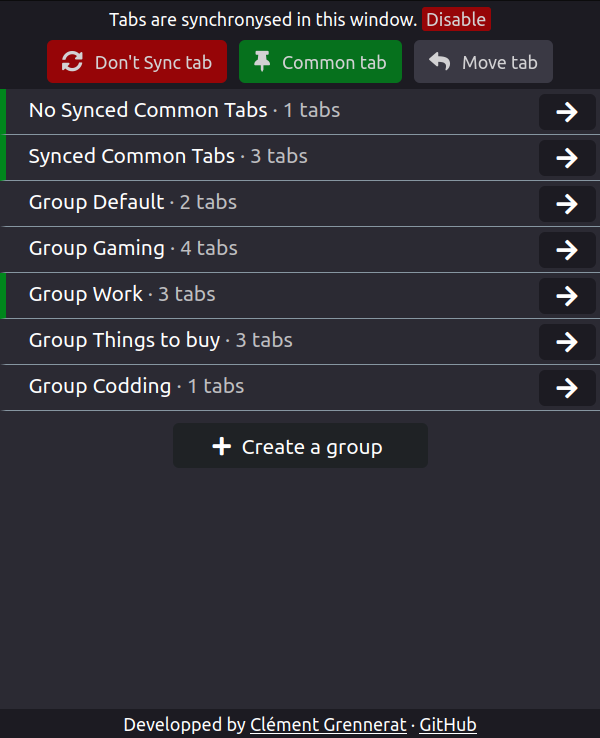 Tabs are synchronysed in this window. Disable
Don't Sync tab Common tab Move tab
No Synced Common Tabs · 1 tabs
Synced Common Tabs · 3 tabs
Group Default · 2 tabs
Group Gaming · 4 tabs
Group Work · 3 tabs
Group Things to buy · 3 tabs
Group Codding · 1 tabs
Create a group
Developped by Clément Grennerat · GitHub